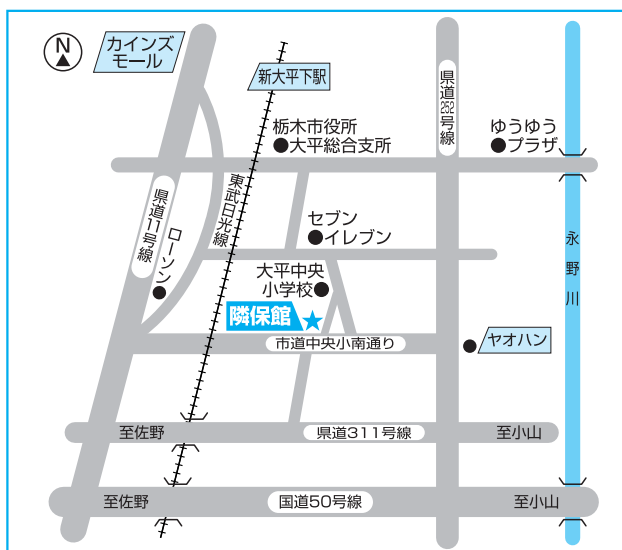 N
カインズ
モール
新大平下駅
県道252号線
栃木市役所
大平総合支所
ゆうゆう
プラザ
東武日光線
県道11号線
ローソン
セブン
イレブン
永野川
大平中央
小学校
隣保館
市道中央小南通り
ヤオハン
至佐野
県道311号線
至小山
至佐野
国道50号線
至小山